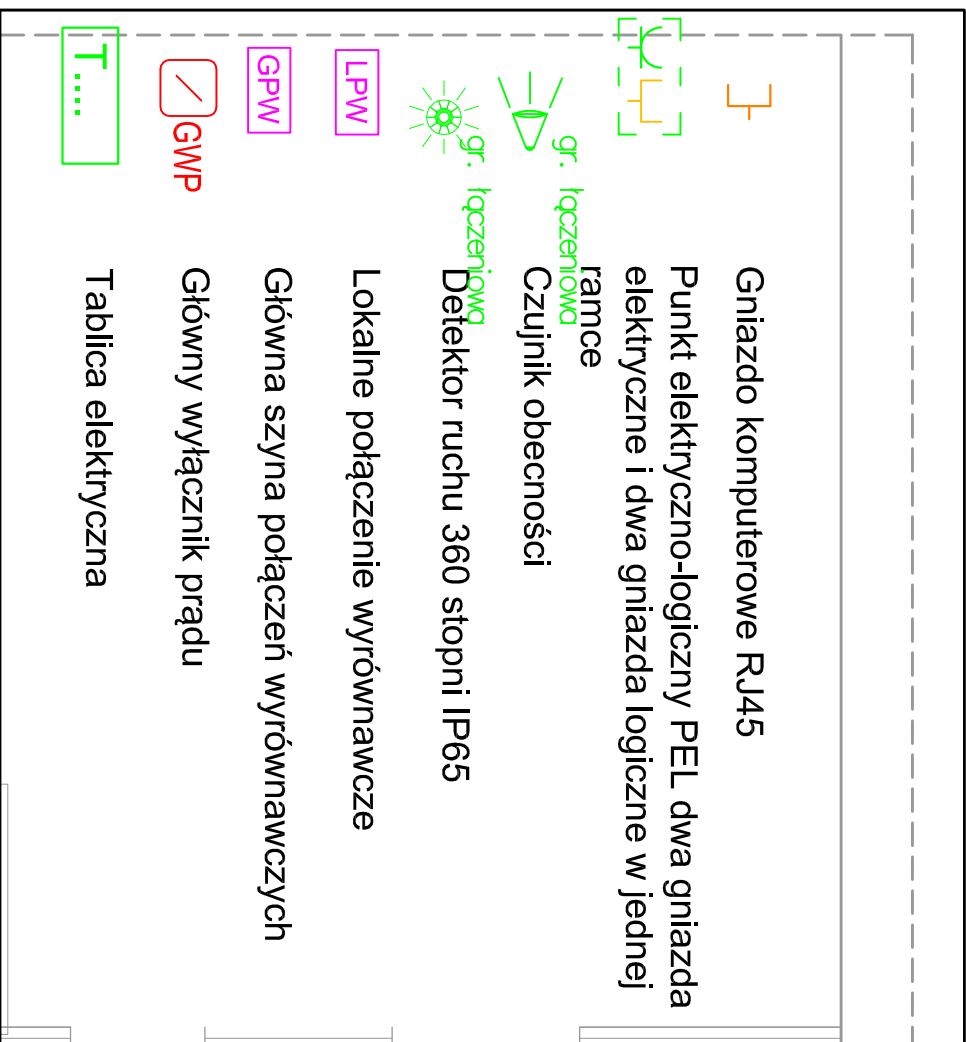 Gniazdo komputerowe RJ45
Punkt elektryczno-logiczny PEL dwa gniazda
elektryczne i dwa gniazda logiczne w jednej
ramce
gr. łączeniowa
Czujnik obecności
gr. łączeniowa
Detektor ruchu 360 stopni IP65
LPW
Lokalne połączenie wyrównawcze
GPW
Główna szyna połączeń wyrównawczych
GWP
Główny wyłącznik prądu
T....
Tablica elektryczna